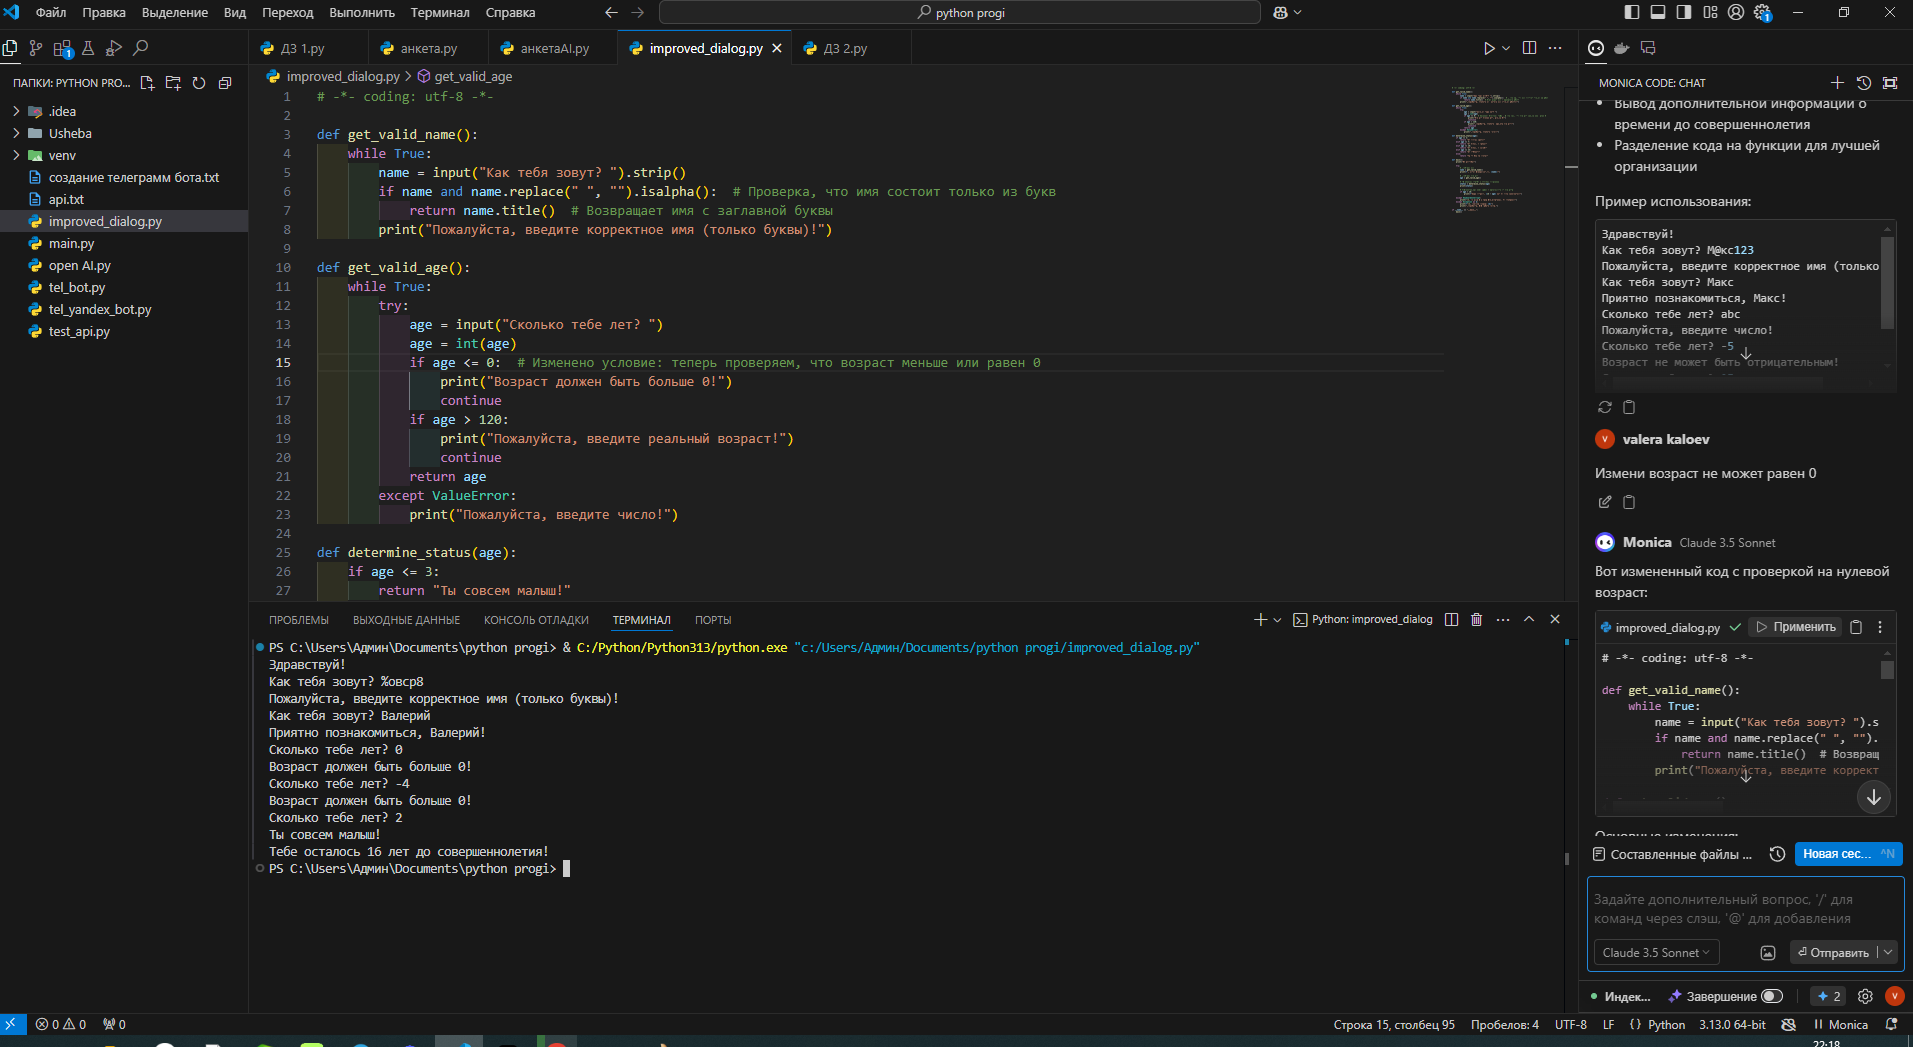 Файл Правка Выделение Вид Переход Выполнить Терминал Справка
python progi
1
ДЗ 1.py анкета.py анкетаAI.py improved_dialog.py ДЗ 2.py
ПАПКИ: PYTHON PRO...
.idea
Usheba
venv
создание телеграмм бота.txt
api.txt
improved_dialog.py
main.py
open AI.py
tel_bot.py
tel_yandex_bot.py
test_api.py
improved_dialog.py > get_valid_age
1 # -*- coding: utf-8 -*-
2
3 def get_valid_name():
4 while True:
5 name = input("Как тебя зовут? ").strip()
6 if name and name.replace(" ", "").isalpha():  # Проверка, что имя состоит только из букв
7 return name.title()  # Возвращает имя с заглавной буквы
8 print("Пожалуйста, введите корректное имя (только буквы)!")
9
10 def get_valid_age():
11 while True:
12 try:
13 age = input("Сколько тебе лет? ")
14 age = int(age)
15 if age <= 0:  # Изменено условие: теперь проверяем, что возраст меньше или равен 0
16 print("Возраст должен быть больше 0!")
17 continue
18 if age > 120:
19 print("Пожалуйста, введите реальный возраст!")
20 continue
21 return age
22 except ValueError:
23 print("Пожалуйста, введите число!")
24
25 def determine_status(age):
26 if age <= 3:
27 return "Ты совсем малыш!"
ПРОБЛЕМЫ ВЫХОДНЫЕ ДАННЫЕ КОНСОЛЬ ОТЛАДКИ ТЕРМИНАЛ ПОРТЫ
Python: improved_dialog
PS C:\Users\Админ\Documents\python progi> & C:/Python/Python313/python.exe "c:/Users/Админ/Documents/python progi/improved_dialog.py"
Здравствуй!
Как тебя зовут? %овср8
Пожалуйста, введите корректное имя (только буквы)!
Как тебя зовут? Валерий
Приятно познакомиться, Валерий!
Сколько тебе лет? 0
Возраст должен быть больше 0!
Сколько тебе лет? -4
Возраст должен быть больше 0!
Сколько тебе лет? 2
Ты совсем малыш!
Тебе осталось 16 лет до совершеннолетия!
PS C:\Users\Админ\Documents\python progi>
MONICA CODE: CHAT
• Вывод дополнительной информации о
времени до совершеннолетия
• Разделение кода на функции для лучшей
организации
Пример использования:
Здравствуй!
Как тебя зовут? М@кс123
Пожалуйста, введите корректное имя (только
Как тебя зовут? Макс
Приятно познакомиться, Макс!
Сколько тебе лет? abc
Пожалуйста, введите число!
Сколько тебе лет? -5
Возраст не может быть отрицательным!
V valera kaloev
Измени возраст не может равен 0
Monica Claude 3.5 Sonnet
Вот измененный код с проверкой на нулевой
возраст:
improved_dialog.py Применить
# -*- coding: utf-8 -*-
def get_valid_name():
while True:
name = input("Как тебя зовут? ").s
if name and name.replace(" ", "").
return name.title()  # Возвращ
print("Пожалуйста, введите коррект
Основные изменения:
Составленные файлы ... Новая сес... ^N
Задайте дополнительный вопрос, '/' для
команд через слэш, '@' для добавления
Claude 3.5 Sonnet Отправить
Индек... Завершение 2 V
0 0 0 Строка 15, столбец 95 Пробелов: 4 UTF-8 LF {} Python 3.13.0 64-bit Monica
22:18